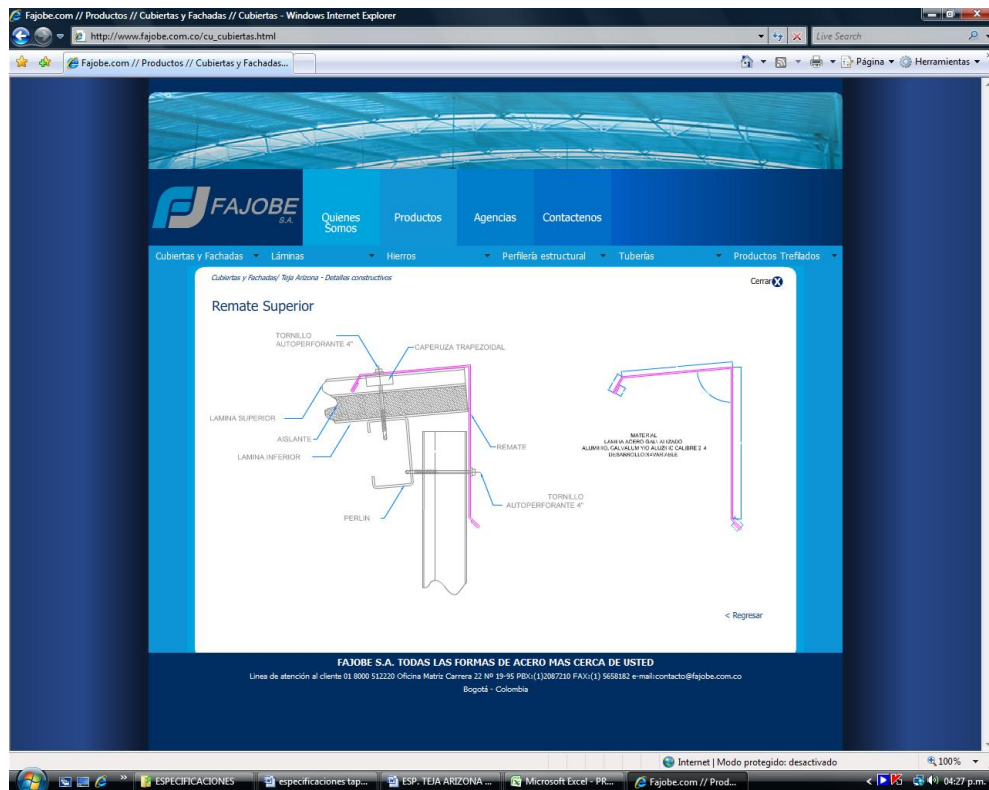 Fajobe.com // Productos // Cubiertas y Fachadas // Cubiertas - Windows Internet Explorer
http://www.fajobe.com.co/cu_cubiertas.html
Live Search
Fajobe.com // Productos // Cubiertas y Fachadas...
Página
Herramientas
FAJOBE
S.A.
Quienes
Somos
Productos
Agencias
Contactenos
Cubiertas y Fachadas
Láminas
Hierros
Perfilería estructural
Tuberías
Productos Trefilados
Cubiertas y Fachadas/ Teja Arizona - Detalles constructivos
Cerrar X
Remate Superior
TORNILLO
AUTOPERFORANTE 4"
CAPERUZA TRAPEZOIDAL
LAMINA SUPERIOR
AISLANTE
LAMINA INFERIOR
REMATE
TORNILLO
AUTOPERFORANTE 4"
PERLIN
MATERIAL
< Regresar
FAJOBE S.A. TODAS LAS FORMAS DE ACERO MAS CERCA DE USTED
Linea de atención al cliente 01 8000 512220 Oficina Matriz Carrera 22 Nº 19-95 PBX:(1)2087210 FAX:(1) 5658182 e-mail:contacto@fajobe.com.co
Bogotá - Colombia
Internet | Modo protegido: desactivado
100%
ESPECIFICACIONES
especificaciones tap...
ESP. TEJA ARIZONA ...
Microsoft Excel - PR...
Fajobe.com // Prod...
04:27 p.m.